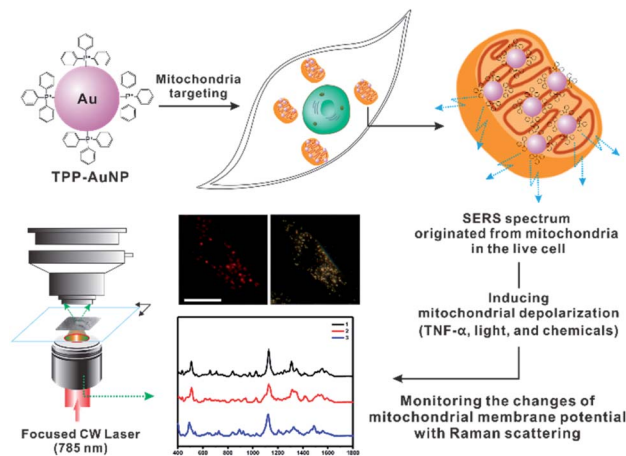 Au
TPP-AuNP
Mitochondria
targeting
SERS spectrum
originated from mitochondria
in the live cell
Inducing
mitochondrial depolarization
(TNF-α, light, and chemicals)
Monitoring the changes of
mitochondrial membrane potential
with Raman scattering
1
2
3
400 600 800 1000 1200 1400 1600 1800
Focused CW Laser
(785 nm)